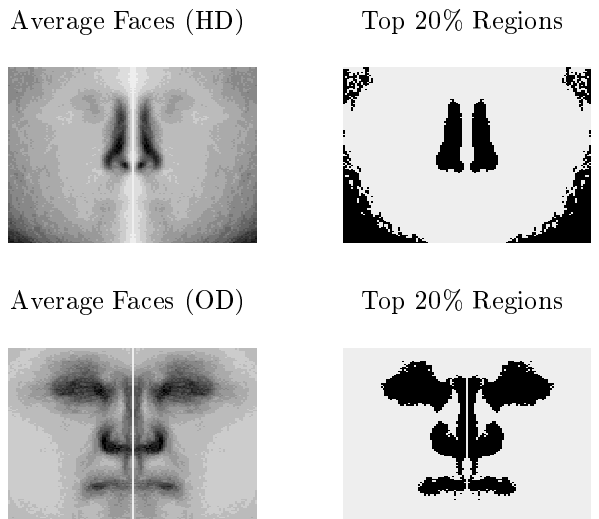 Average Faces (HD)
Top 20% Regions
Average Faces (OD)
Top 20% Regions